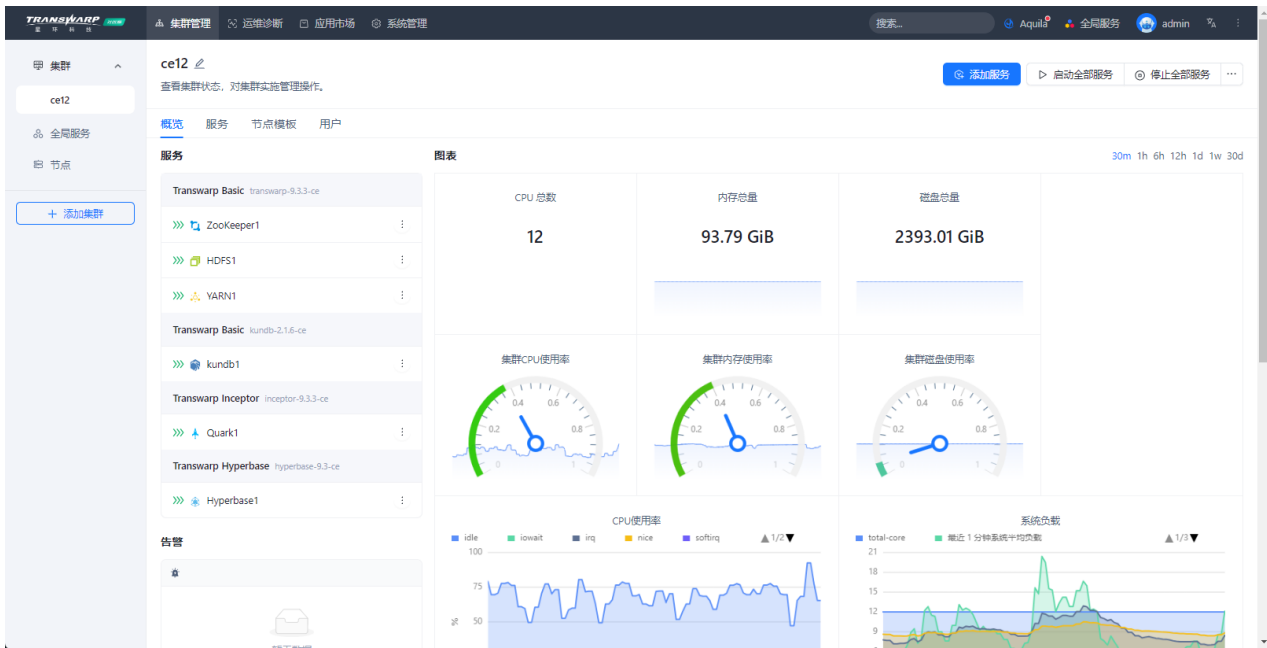 TRANSWARP 社区版
星环科技
集群管理 运维诊断 应用市场 系统管理
搜索... Aquila 全局服务 admin
集群
ce12
全局服务
节点
+ 添加集群
ce12
查看集群状态，对集群实施管理操作。
添加服务 启动全部服务 停止全部服务 ...
概览 服务 节点模板 用户
服务
Transwarp Basic transwarp-9.3.3-ce
ZooKeeper1
HDFS1
YARN1
Transwarp Basic kundb-2.1.6-ce
kundb1
Transwarp Inceptor inceptor-9.3.3-ce
Quark1
Transwarp Hyperbase hyperbase-9.3-ce
Hyperbase1
告警
图表
30m 1h 6h 12h 1d 1w 30d
CPU 总数
12
内存总量
93.79 GiB
磁盘总量
2393.01 GiB
集群CPU使用率
0 0.2 0.4 0.6 0.8 1
集群内存使用率
0 0.2 0.4 0.6 0.8 1
集群磁盘使用率
0 0.2 0.4 0.6 0.8 1
CPU使用率
idle iowait irq nice softirq 1/2
100
75
50
%
系统负载
total-core 最近 1 分钟系统平均负载 1/3
21
18
15
12
9